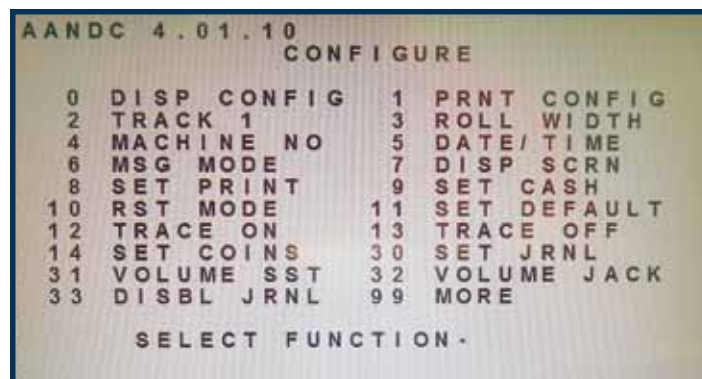 AANDC 4.01.10
CONFIGURE
0 DISP CONFIG 1 PRNT CONFIG
2 TRACK 1 3 ROLL WIDTH
4 MACHINE NO 5 DATE/TIME
6 MSG MODE 7 DISP SCRN
8 SET PRINT 9 SET CASH
10 RST MODE 11 SET DEFAULT
12 TRACE ON 13 TRACE OFF
14 SET COINS 30 SET JRNL
31 VOLUME SST 32 VOLUME JACK
33 DISBL JRNL 99 MORE
SELECT FUNCTION-